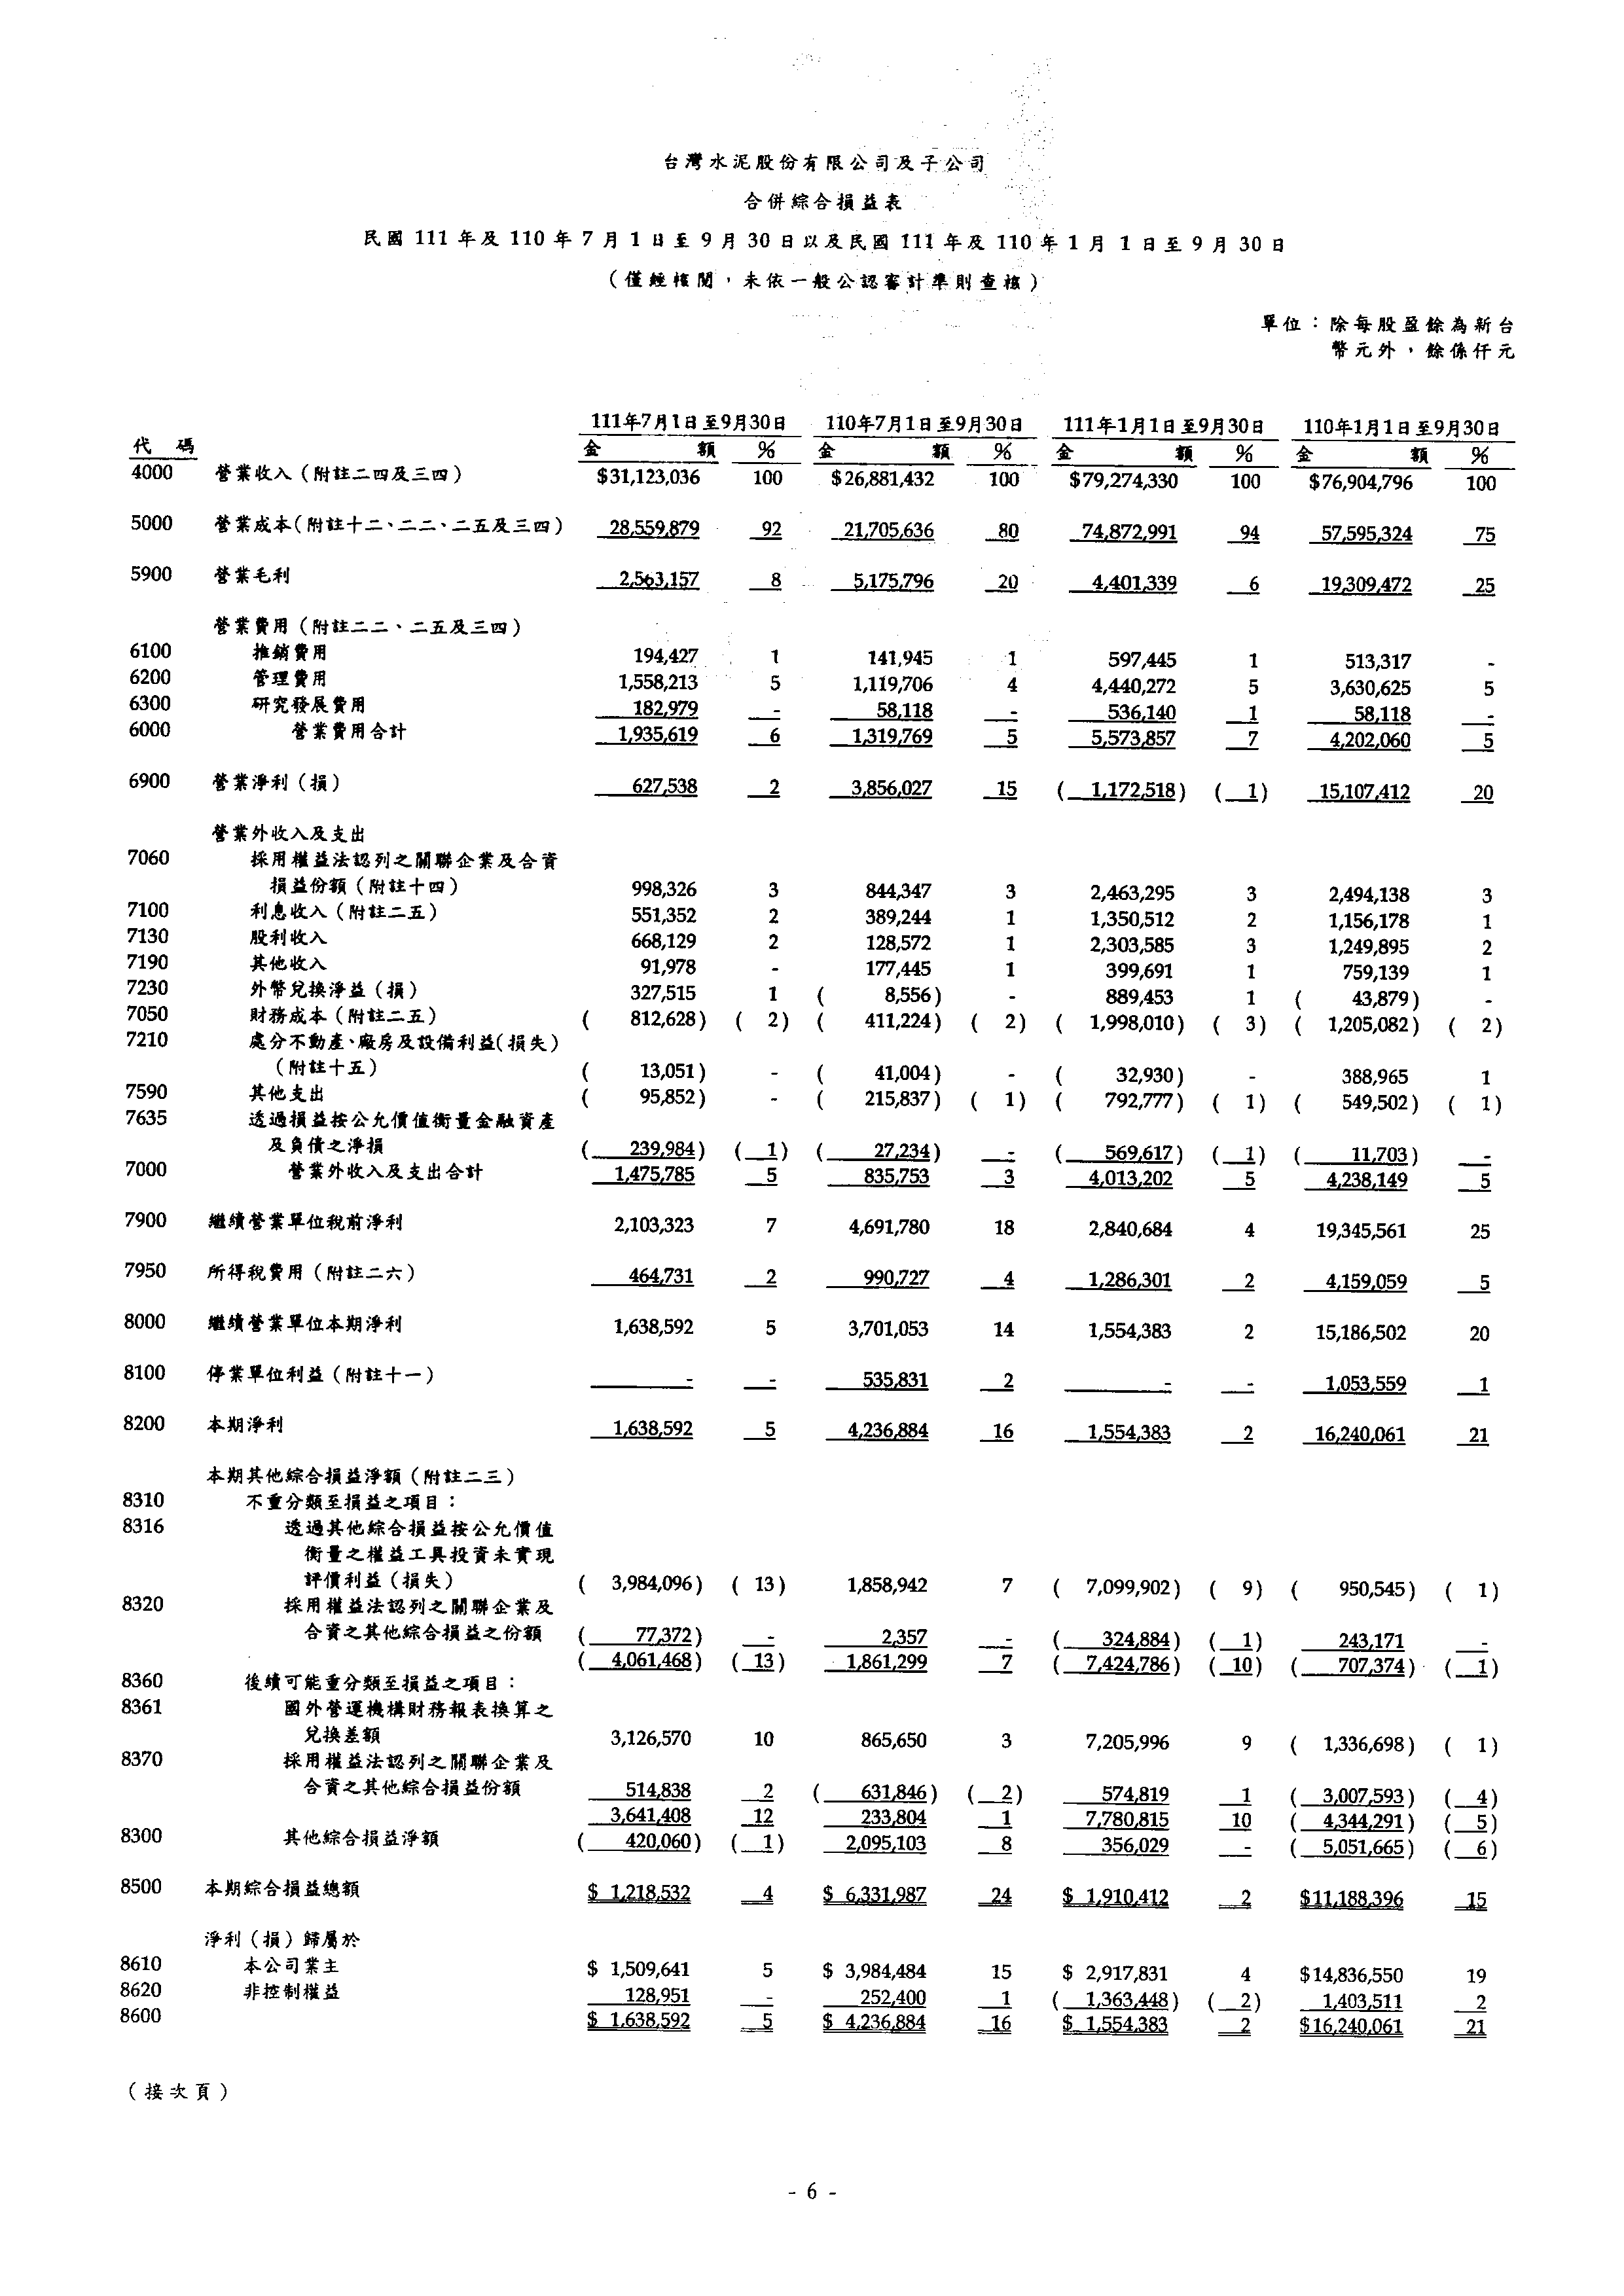 台灣水泥股份有限公司及子公司
合併綜合損益表
民國 111 年及 110 年 7 月 1 日至 9 月 30 日以及民國 111 年及 110 年 1 月 1 日至 9 月 30 日
（僅經核閱，未依一般公認審計準則查核）
單位：除每股盈餘為新台
幣元外，餘係仟元
111年7月1日至9月30日 110年7月1日至9月30日 111年1月1日至9月30日 110年1月1日至9月30日
代 碼 金 額 % 金 額 % 金 額 % 金 額 %
4000 營業收入（附註二四及三四） $31,123,036 100 $26,881,432 100 $79,274,330 100 $76,904,796 100
5000 營業成本（附註十二、二二、二五及三四） 28,559,879 92 21,705,636 80 74,872,991 94 57,595,324 75
5900 營業毛利 2,563,157 8 5,175,796 20 4,401,339 6 19,309,472 25
營業費用（附註二二、二五及三四）
6100 推銷費用 194,427 1 141,945 1 597,445 1 513,317 -
6200 管理費用 1,558,213 5 1,119,706 4 4,440,272 5 3,630,625 5
6300 研究發展費用 182,979 - 58,118 - 536,140 1 58,118 -
6000 營業費用合計 1,935,619 6 1,319,769 5 5,573,857 7 4,202,060 5
6900 營業淨利（損） 627,538 2 3,856,027 15 ( 1,172,518) ( 1) 15,107,412 20
營業外收入及支出
7060 採用權益法認列之關聯企業及合資
損益份額（附註十四） 998,326 3 844,347 3 2,463,295 3 2,494,138 3
7100 利息收入（附註二五） 551,352 2 389,244 1 1,350,512 2 1,156,178 1
7130 股利收入 668,129 2 128,572 1 2,303,585 3 1,249,895 2
7190 其他收入 91,978 - 177,445 1 399,691 1 759,139 1
7230 外幣兌換淨益（損） 327,515 1 ( 8,556) - 889,453 1 ( 43,879) -
7050 財務成本（附註二五） ( 812,628) ( 2) ( 411,224) ( 2) ( 1,998,010) ( 3) ( 1,205,082) ( 2)
7210 處分不動產、廠房及設備利益（損失）
（附註十五） ( 13,051) - ( 41,004) - ( 32,930) - 388,965 1
7590 其他支出 ( 95,852) - ( 215,837) ( 1) ( 792,777) ( 1) ( 549,502) ( 1)
7635 透過損益按公允價值衡量金融資產
及負債之淨損 ( 239,984) ( 1) ( 27,234) - ( 569,617) ( 1) ( 11,703) -
7000 營業外收入及支出合計 1,475,785 5 835,753 3 4,013,202 5 4,238,149 5
7900 繼續營業單位稅前淨利 2,103,323 7 4,691,780 18 2,840,684 4 19,345,561 25
7950 所得稅費用（附註二六） 464,731 2 990,727 4 1,286,301 2 4,159,059 5
8000 繼續營業單位本期淨利 1,638,592 5 3,701,053 14 1,554,383 2 15,186,502 20
8100 停業單位利益（附註十一） - - 535,831 2 - - 1,053,559 1
8200 本期淨利 1,638,592 5 4,236,884 16 1,554,383 2 16,240,061 21
本期其他綜合損益淨額（附註二三）
8310 不重分類至損益之項目：
8316 透過其他綜合損益按公允價值
衡量之權益工具投資未實現
評價利益（損失） ( 3,984,096) ( 13) 1,858,942 7 ( 7,099,902) ( 9) ( 950,545) ( 1)
8320 採用權益法認列之關聯企業及
合資之其他綜合損益之份額 ( 77,372) - 2,357 - ( 324,884) ( 1) 243,171 -
( 4,061,468) ( 13) 1,861,299 7 ( 7,424,786) ( 10) ( 707,374) ( 1)
8360 後續可能重分類至損益之項目：
8361 國外營運機構財務報表換算之
兌換差額 3,126,570 10 865,650 3 7,205,996 9 ( 1,336,698) ( 1)
8370 採用權益法認列之關聯企業及
合資之其他綜合損益份額 514,838 2 ( 631,846) ( 2) 574,819 1 ( 3,007,593) ( 4)
3,641,408 12 233,804 1 7,780,815 10 ( 4,344,291) ( 5)
8300 其他綜合損益淨額 ( 420,060) ( 1) 2,095,103 8 356,029 - ( 5,051,665) ( 6)
8500 本期綜合損益總額 $ 1,218,532 4 $ 6,331,987 24 $ 1,910,412 2 $11,188,396 15
淨利（損）歸屬於
8610 本公司業主 $ 1,509,641 5 $ 3,984,484 15 $ 2,917,831 4 $14,836,550 19
8620 非控制權益 128,951 - 252,400 1 ( 1,363,448) ( 2) 1,403,511 2
8600 $ 1,638,592 5 $ 4,236,884 16 $ 1,554,383 2 $16,240,061 21
（接次頁）
- 6 -